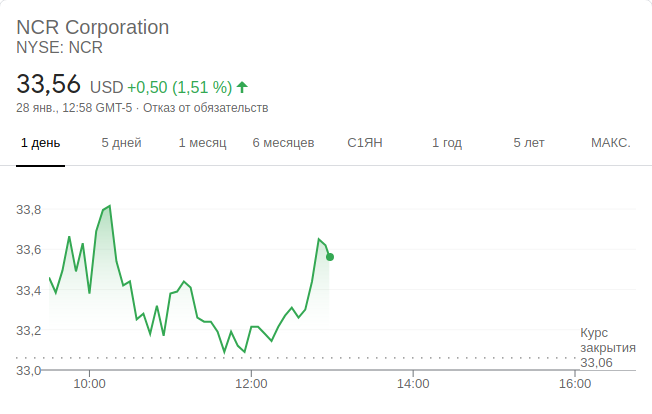 NCR Corporation
NYSE: NCR
33,56 USD +0,50 (1,51 %)
28 янв., 12:58 GMT-5 · Отказ от обязательств
1 день 5 дней 1 месяц 6 месяцев С1ЯН 1 год 5 лет МАКС.
33,8
33,6
33,4
33,2
33,0
Курс
закрытия
33,06
10:00 12:00 14:00 16:00